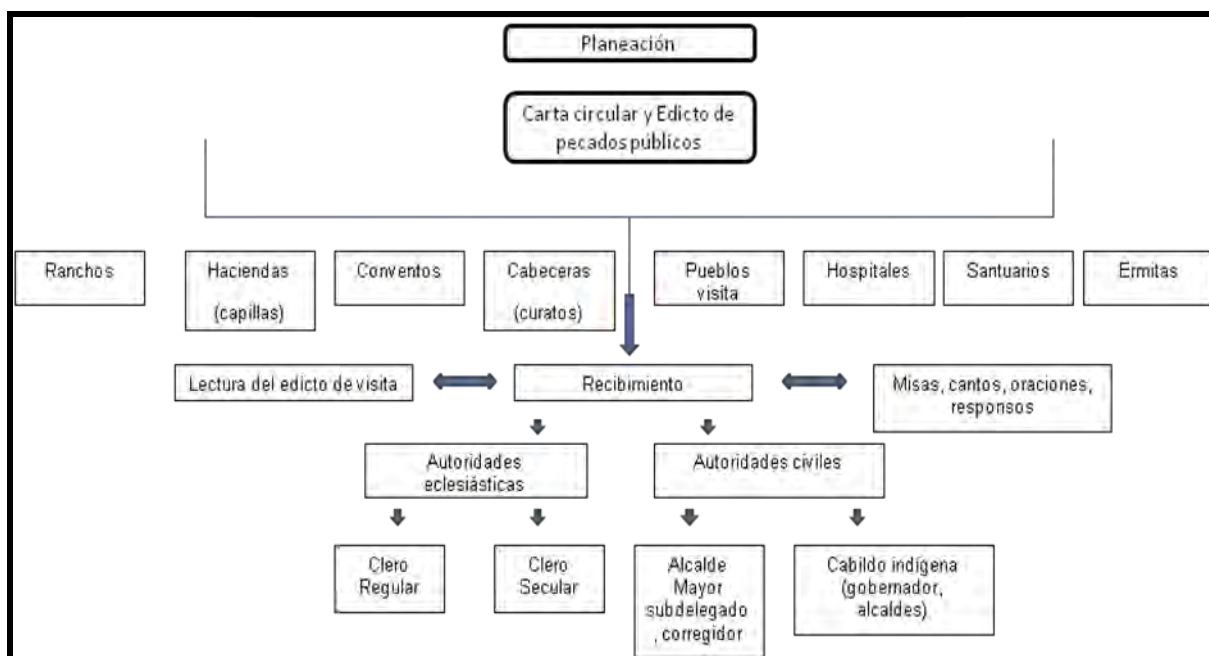 Planeación
Carta circular y Edicto de
pecados públicos
Ranchos
Haciendas
(capillas)
Conventos
Cabeceras
(curatos)
Pueblos
visita
Hospitales
Santuarios
Ermitas
Lectura del edicto de visita
Recibimiento
Misas, cantos, oraciones,
responsos
Autoridades
eclesiásticas
Autoridades civiles
Clero
Regular
Clero
Secular
Alcalde
Mayor
subdelegado
, corregidor
Cabildo indígena
(gobernador,
alcaldes)